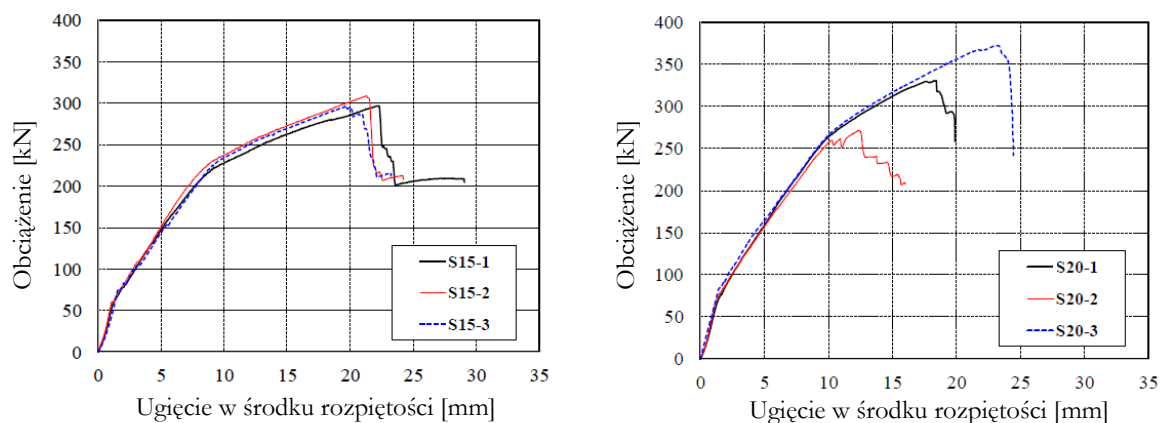 400
350
300
250
200
150
100
50
0
Obciążenie [kN]
0 5 10 15 20 25 30 35
Ugięcie w środku rozpiętości [mm]
S15-1
S15-2
S15-3
400
350
300
250
200
150
100
50
0
Obciążenie [kN]
0 5 10 15 20 25 30 35
Ugięcie w środku rozpiętości [mm]
S20-1
S20-2
S20-3